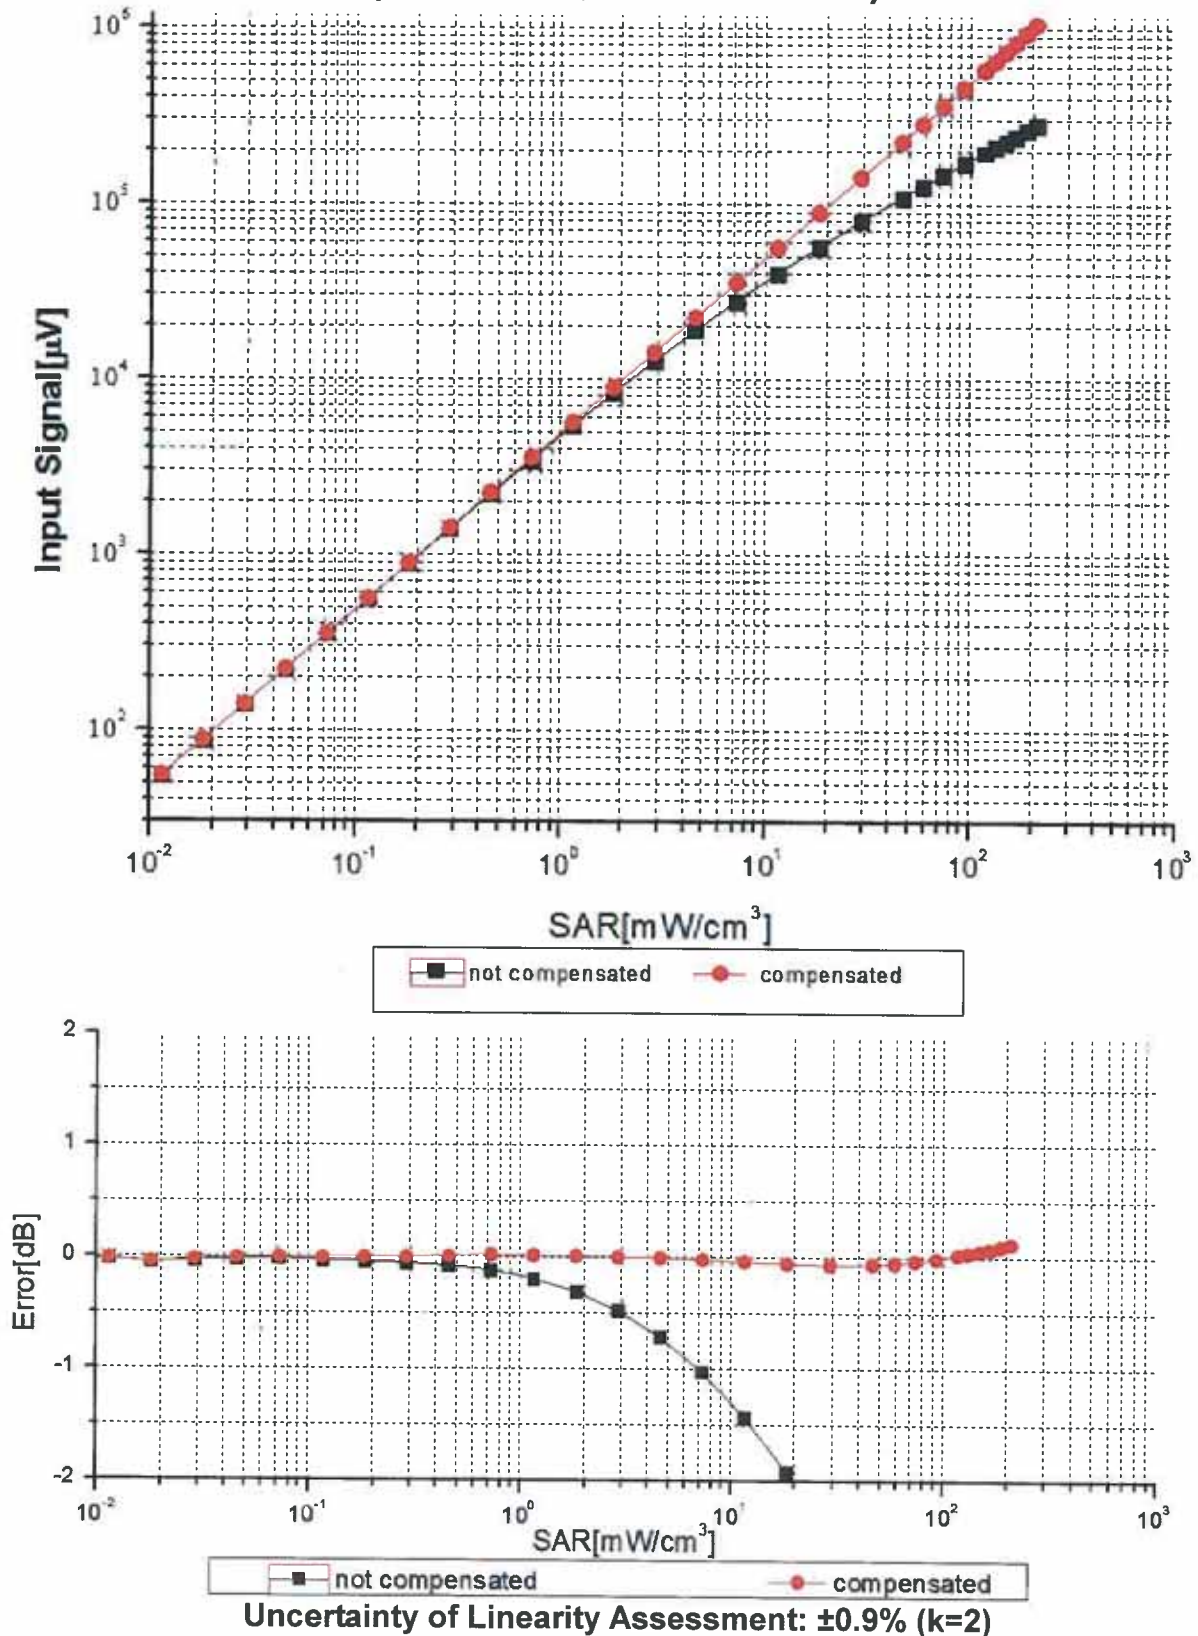 10^6
10^5
10^4
10^3
10^2
Input Signal[µV]
10^-2 10^-1 10^0 10^1 10^2 10^3
SAR[mW/cm^3]
not compensated compensated
2
1
0
-1
-2
Error[dB]
10^-2 10^-1 10^0 10^1 10^2 10^3
SAR[mW/cm^3]
not compensated compensated
Uncertainty of Linearity Assessment: ±0.9% (k=2)